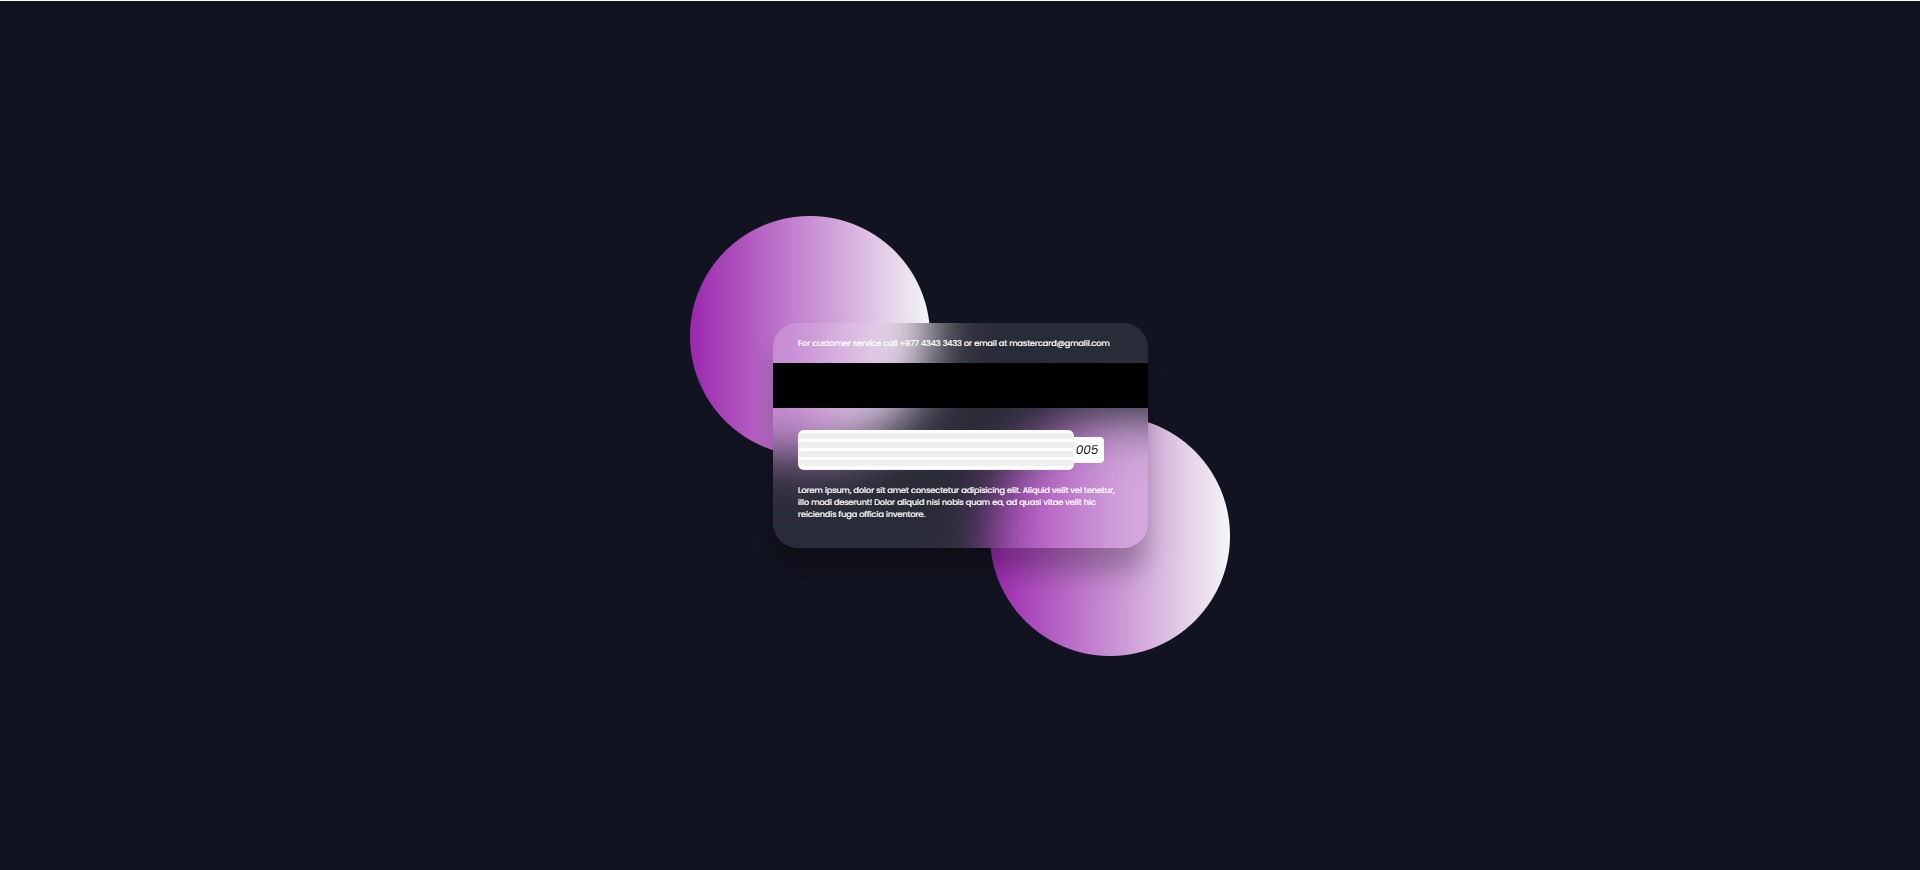 For customer service call +977 4343 3433 or email at mastercard@gmalil.com
005
Lorem ipsum, dolor sit amet consectetur adipisicing elit. Aliquid velit vel tenetur,
illo modi deserunt! Dolor aliquid nisi nobis quam ea, ad quasi vitae velit hic
reiciendis fuga officia inventore.